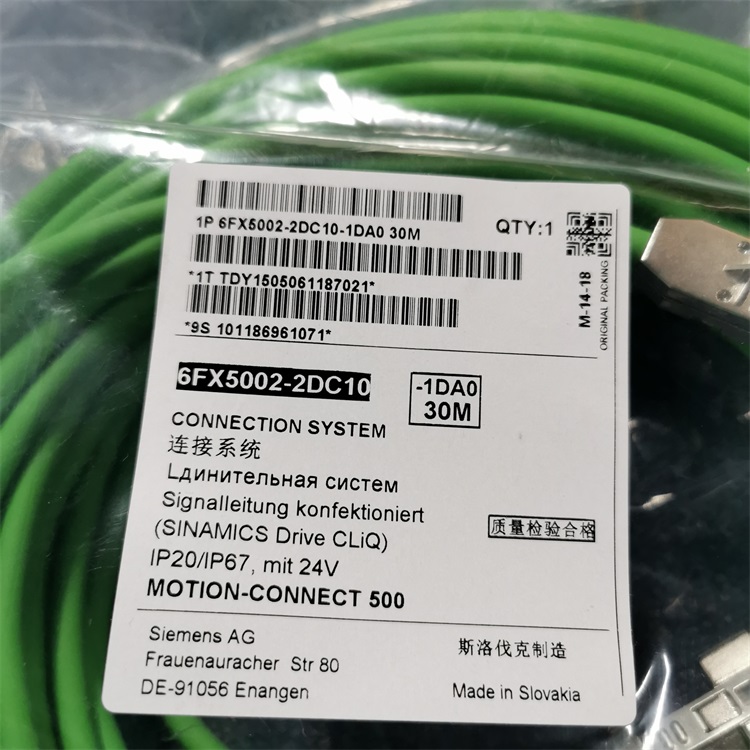 1P 6FX5002-2DC10-1DA0 30M
QTY:1
*1T TDY1505061187021*
*9S 101186961071*
M-14-18
ORIGINAL PACKING
6FX5002-2DC10
-1DA0
30M
CONNECTION SYSTEM
连接系统
Lдинительная систем
Signalleitung konfektioniert
(SINAMICS Drive CLiQ)
IP20/IP67, mit 24V
质量检验合格
MOTION-CONNECT 500
Siemens AG
Frauenauracher Str 80
DE-91056 Enangen
斯洛伐克制造
Made in Slovakia